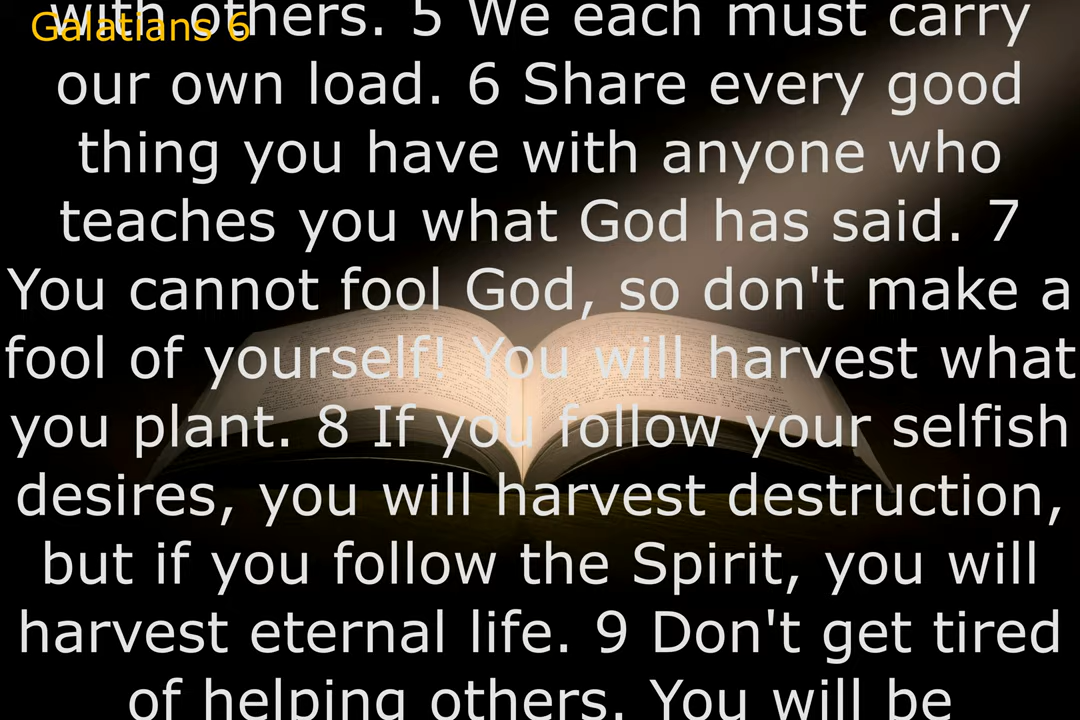 Galatians 6
with others. 5 We each must carry
our own load. 6 Share every good
thing you have with anyone who
teaches you what God has said. 7
You cannot fool God, so don't make a
fool of yourself! You will harvest what
you plant. 8 If you follow your selfish
desires, you will harvest destruction,
but if you follow the Spirit, you will
harvest eternal life. 9 Don't get tired
of helping others. You will be